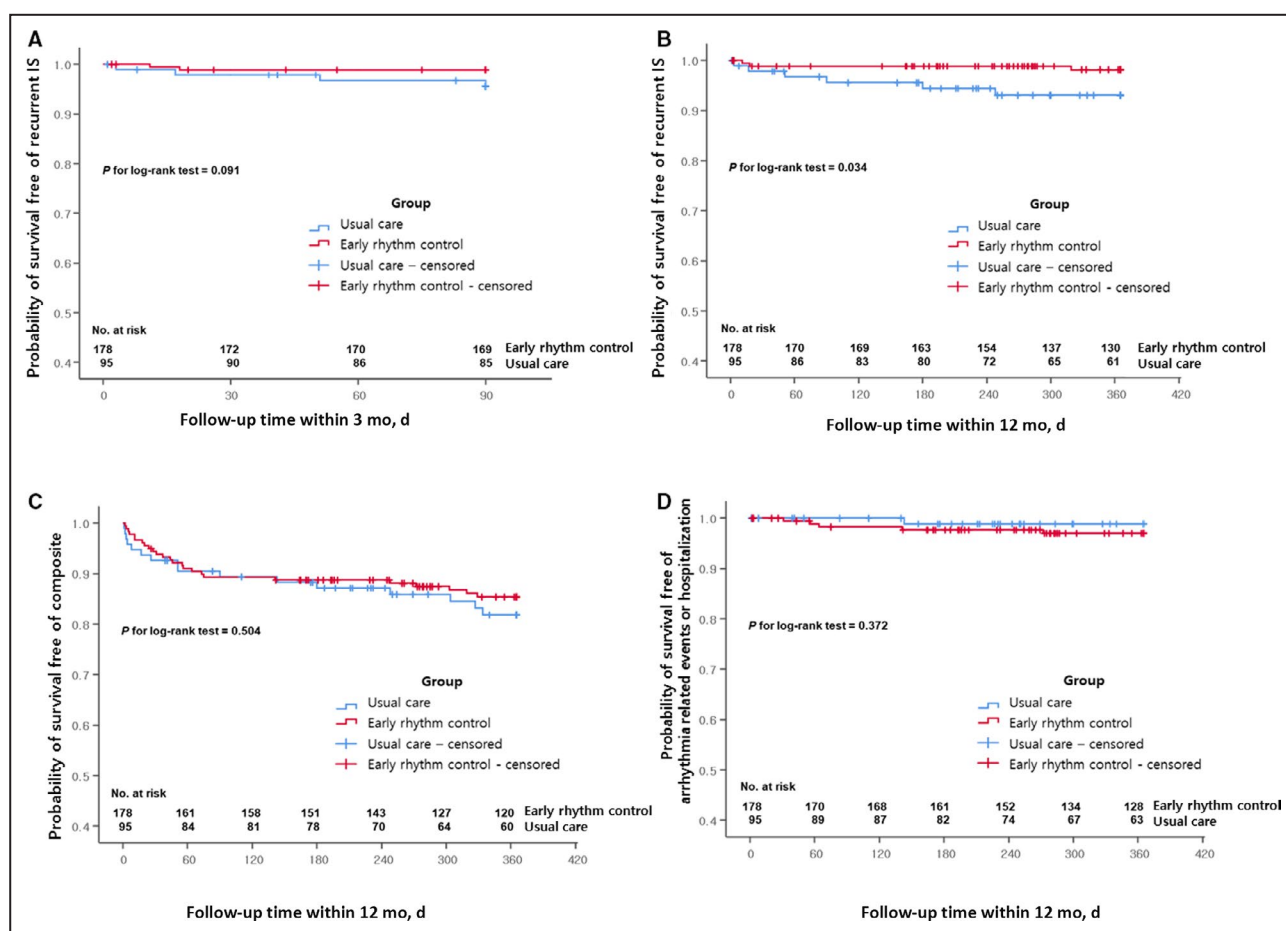 A
Probability of survival free of recurrent IS
1.0
0.9
0.8
0.7
0.6
0.5
0.4
P for log-rank test = 0.091
Group
Usual care
Early rhythm control
Usual care – censored
Early rhythm control - censored
No. at risk
178 172 170 169 Early rhythm control
95 90 86 85 Usual care
0 30 60 90
Follow-up time within 3 mo, d
B
Probability of survival free of recurrent IS
1.0
0.9
0.8
0.7
0.6
0.5
0.4
P for log-rank test = 0.034
Group
Usual care
Early rhythm control
Usual care – censored
Early rhythm control - censored
No. at risk
178 170 169 163 154 137 130 Early rhythm control
95 86 83 80 72 65 61 Usual care
0 60 120 180 240 300 360 420
Follow-up time within 12 mo, d
C
Probability of survival free of composite
1.0
0.9
0.8
0.7
0.6
0.5
0.4
P for log-rank test = 0.504
Group
Usual care
Early rhythm control
Usual care – censored
Early rhythm control - censored
No. at risk
178 161 158 151 143 127 120 Early rhythm control
95 84 81 78 70 64 60 Usual care
0 60 120 180 240 300 360 420
Follow-up time within 12 mo, d
D
Probability of survival free of
arrhythmia related events or hospitalization
1.0
0.9
0.8
0.7
0.6
0.5
0.4
P for log-rank test = 0.372
Group
Usual care
Early rhythm control
Usual care – censored
Early rhythm control - censored
No. at risk
178 170 168 161 152 134 128 Early rhythm control
95 89 87 82 74 67 63 Usual care
0 60 120 180 240 300 360 420
Follow-up time within 12 mo, d